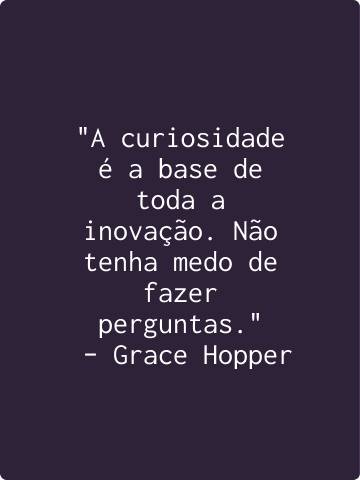 "A curiosidade
é a base de
toda a
inovação. Não
tenha medo de
fazer
perguntas."
– Grace Hopper